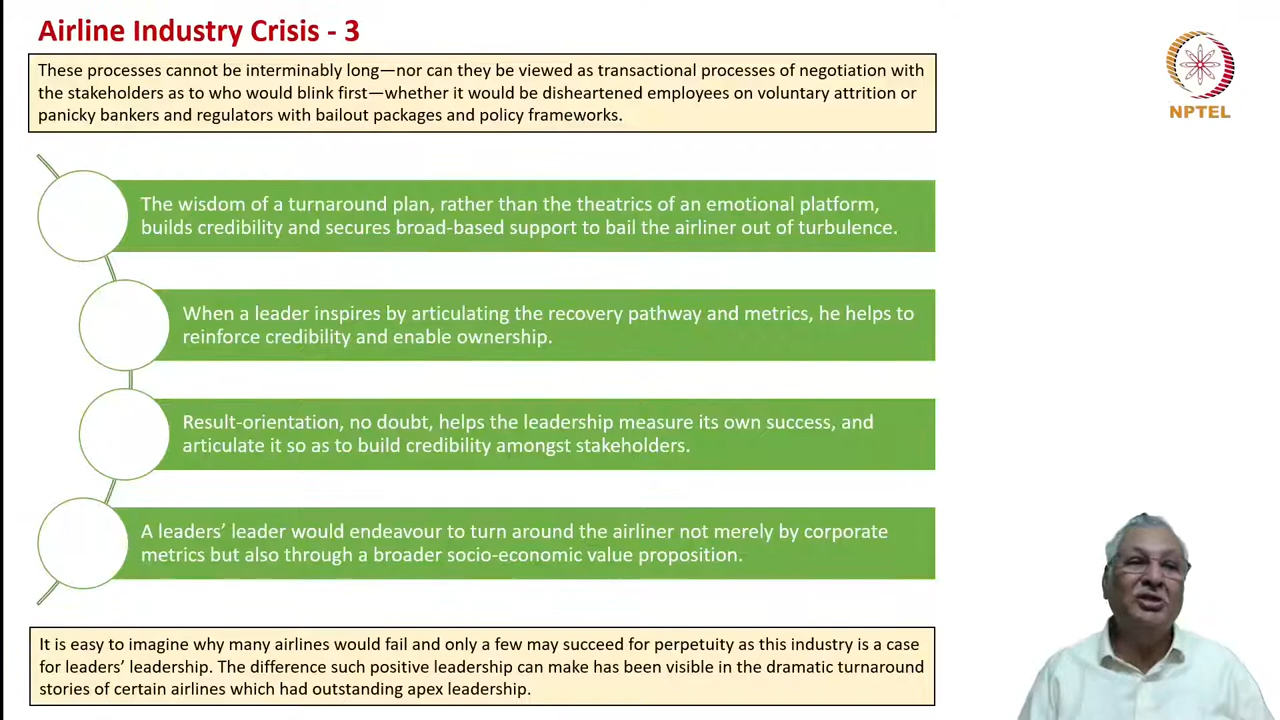 Airline Industry Crisis - 3
These processes cannot be interminably long—nor can they be viewed as transactional processes of negotiation with
the stakeholders as to who would blink first—whether it would be disheartened employees on voluntary attrition or
panicky bankers and regulators with bailout packages and policy frameworks.
NPTEL
The wisdom of a turnaround plan, rather than the theatrics of an emotional platform,
builds credibility and secures broad-based support to bail the airliner out of turbulence.
When a leader inspires by articulating the recovery pathway and metrics, he helps to
reinforce credibility and enable ownership.
Result-orientation, no doubt, helps the leadership measure its own success, and
articulate it so as to build credibility amongst stakeholders.
A leaders’ leader would endeavour to turn around the airliner not merely by corporate
metrics but also through a broader socio-economic value proposition.
It is easy to imagine why many airlines would fail and only a few may succeed for perpetuity as this industry is a case
for leaders’ leadership. The difference such positive leadership can make has been visible in the dramatic turnaround
stories of certain airlines which had outstanding apex leadership.